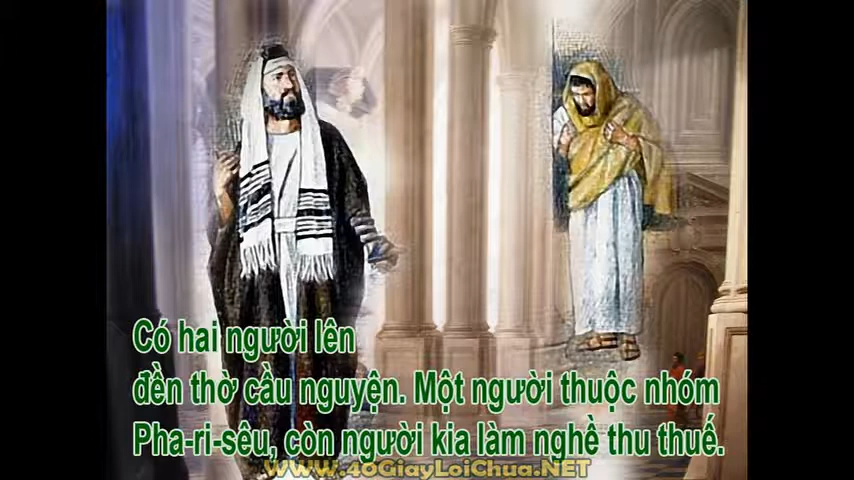 Có hai người lên
đền thờ cầu nguyện. Một người thuộc nhóm
Pha-ri-sêu, còn người kia làm nghề thu thuế.
www.40GiayLoiChua.NET